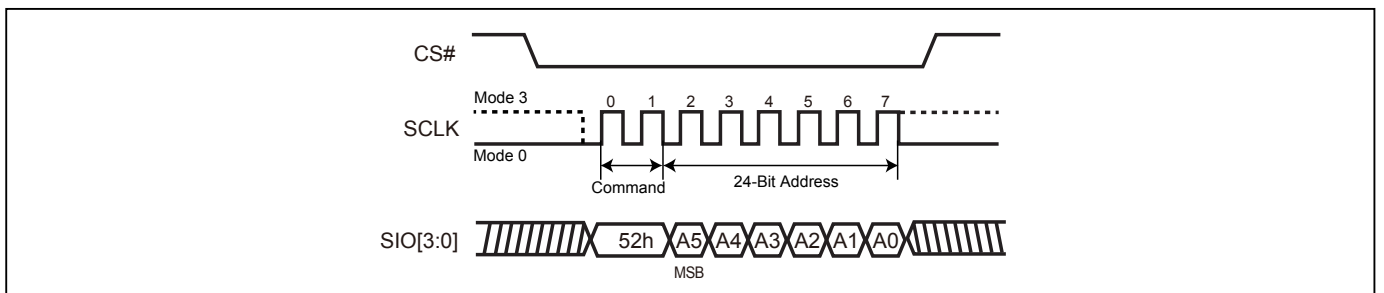 CS#
Mode 3
0 1 2 3 4 5 6 7
SCLK
Mode 0
Command
24-Bit Address
SIO[3:0]
52h A5 A4 A3 A2 A1 A0
MSB